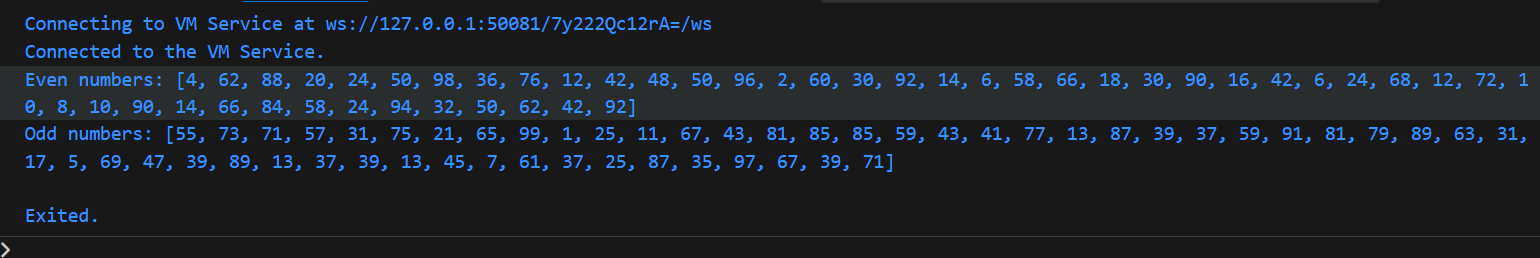 Connecting to VM Service at ws://127.0.0.1:50081/7y222Qc12rA=/ws
Connected to the VM Service.
Even numbers: [4, 62, 88, 20, 24, 50, 98, 36, 76, 12, 42, 48, 50, 96, 2, 60, 30, 92, 14, 6, 58, 66, 18, 30, 90, 16, 42, 6, 24, 68, 12, 72, 1
0, 8, 10, 90, 14, 66, 84, 58, 24, 94, 32, 50, 62, 42, 92]
Odd numbers: [55, 73, 71, 57, 31, 75, 21, 65, 99, 1, 25, 11, 67, 43, 81, 85, 85, 59, 43, 41, 77, 13, 87, 39, 37, 59, 91, 81, 79, 89, 63, 31,
17, 5, 69, 47, 39, 89, 13, 37, 39, 13, 45, 7, 61, 37, 25, 87, 35, 97, 67, 39, 71]
Exited.